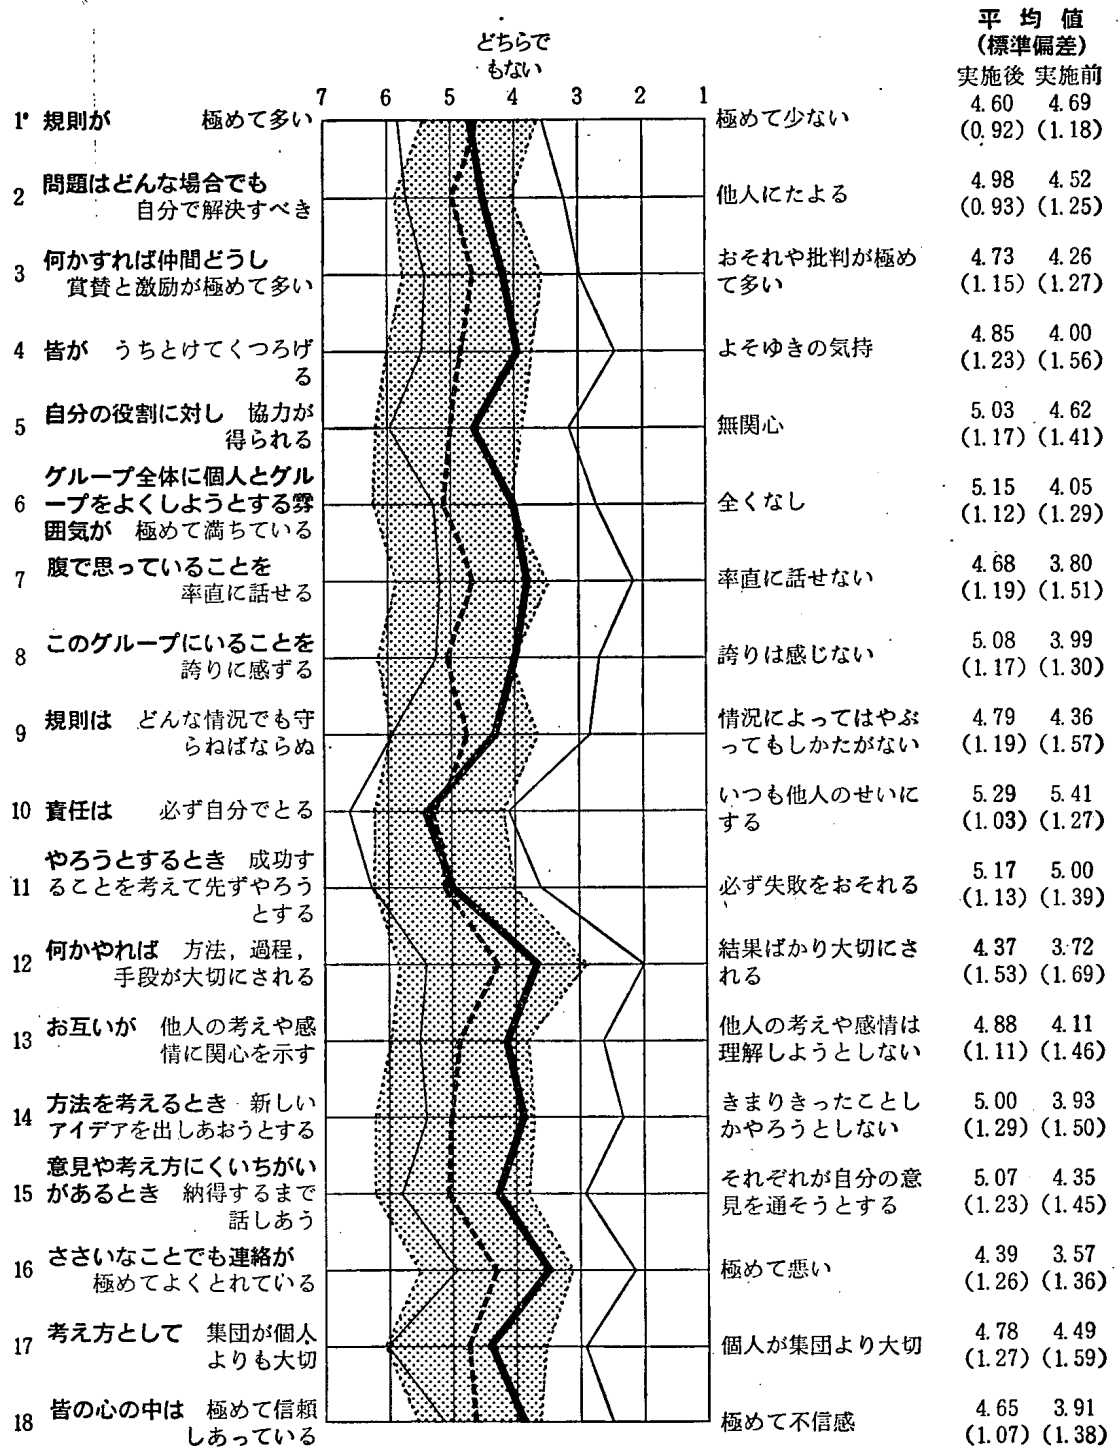 平均値
(標準偏差)
実施後 実施前
どちらで
もない
7 6 5 4 3 2 1
1 規則が 極めて多い 極めて少ない 4.60 4.69
(0.92) (1.18)
2 問題はどんな場合でも
自分で解決すべき 他人にたよる 4.98 4.52
(0.93) (1.25)
3 何かすれば仲間どうし
賞賛と激励が極めて多い おそれや批判が極め
て多い 4.73 4.26
(1.15) (1.27)
4 皆が うちとけてくつろげ
る よそゆきの気持 4.85 4.00
(1.23) (1.56)
5 自分の役割に対し 協力が
得られる 無関心 5.03 4.62
(1.17) (1.41)
6 グループ全体に個人とグル
ープをよくしようとする雰
囲気が 極めて満ちている 全くなし 5.15 4.05
(1.12) (1.29)
7 腹で思っていることを
率直に話せる 率直に話せない 4.68 3.80
(1.19) (1.51)
8 このグループにいることを
誇りに感ずる 誇りは感じない 5.08 3.99
(1.17) (1.30)
9 規則は どんな情況でも守
らねばならぬ 情況によってはやぶ
ってもしかたがない 4.79 4.36
(1.19) (1.57)
10 責任は 必ず自分でとる いつも他人のせいに
する 5.29 5.41
(1.03) (1.27)
11 やろうとするとき 成功す
ることを考えて先ずやろう
とする 必ず失敗をおそれる 5.17 5.00
(1.13) (1.39)
12 何かやれば 方法，過程，
手段が大切にされる 結果ばかり大切にさ
れる 4.37 3.72
(1.53) (1.69)
13 お互いが 他人の考えや感
情に関心を示す 他人の考えや感情は
理解しようとしない 4.88 4.11
(1.11) (1.46)
14 方法を考えるとき 新しい
アイデアを出しあおうとする きまりきったことし
かやろうとしない 5.00 3.93
(1.29) (1.50)
15 意見や考え方にくいちがい
があるとき 納得するまで
話しあう それぞれが自分の意
見を通そうとする 5.07 4.35
(1.23) (1.45)
16 ささいなことでも連絡が
極めてよくとれている 極めて悪い 4.39 3.57
(1.26) (1.36)
17 考え方として 集団が個人
よりも大切 個人が集団より大切 4.78 4.49
(1.27) (1.59)
18 皆の心の中は 極めて信頼
しあっている 極めて不信感 4.65 3.91
(1.07) (1.38)